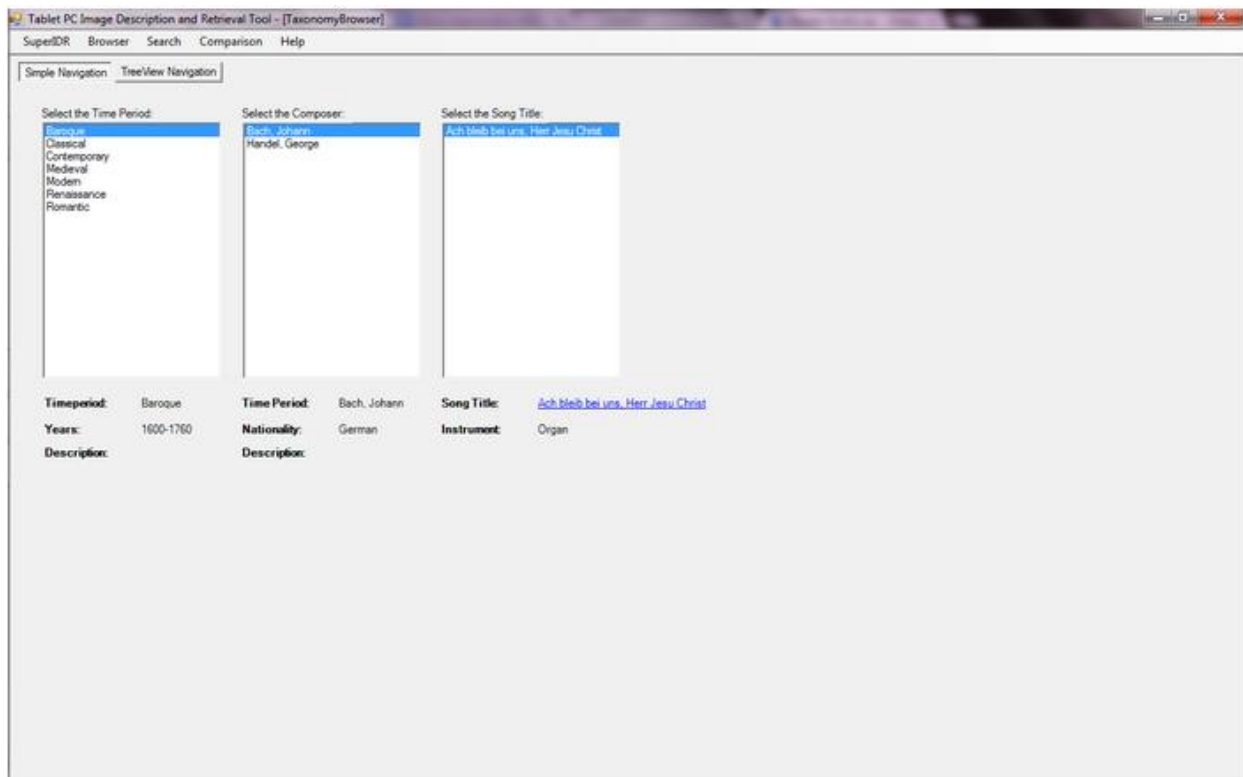 Tablet PC Image Description and Retrieval Tool - [TaxonomyBrowser]
SuperIDR Browser Search Comparison Help
Simple Navigation TreeView Navigation
Select the Time Period: Select the Composer: Select the Song Title:
Baroque Bach, Johann Ach bleib bei uns, Herr Jesu Christ
Classical Handel, George
Contemporary
Medieval
Modern
Renaissance
Romantic
Timeperiod: Baroque Time Period: Bach, Johann Song Title: Ach bleib bei uns, Herr Jesu Christ
Years: 1600-1760 Nationality: German Instrument: Organ
Description: Description: